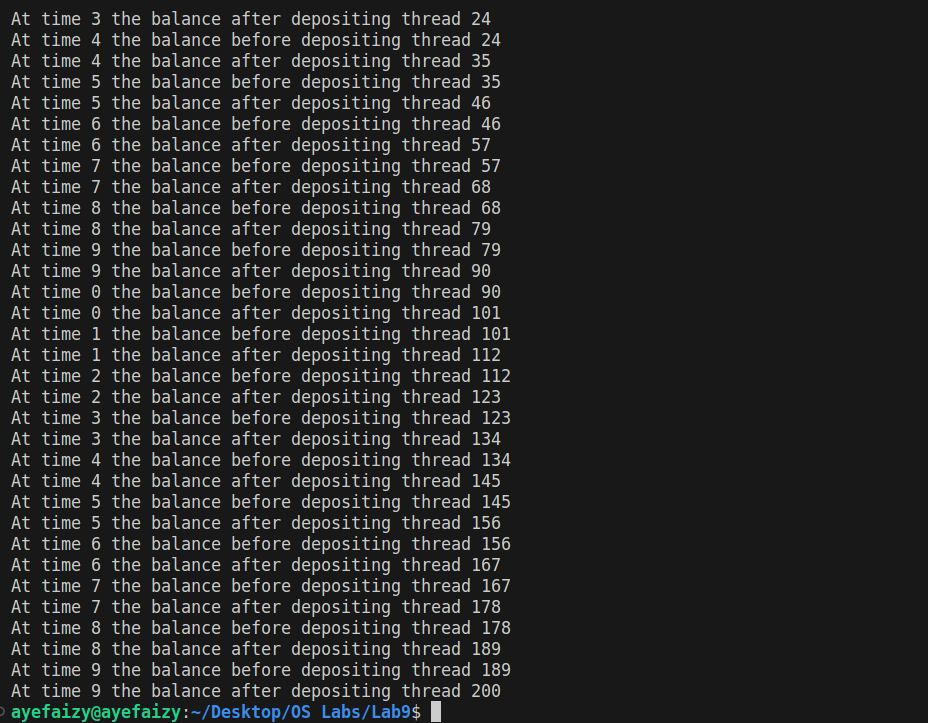 At time 3 the balance after depositing thread 24
At time 4 the balance before depositing thread 24
At time 4 the balance after depositing thread 35
At time 5 the balance before depositing thread 35
At time 5 the balance after depositing thread 46
At time 6 the balance before depositing thread 46
At time 6 the balance after depositing thread 57
At time 7 the balance before depositing thread 57
At time 7 the balance after depositing thread 68
At time 8 the balance before depositing thread 68
At time 8 the balance after depositing thread 79
At time 9 the balance before depositing thread 79
At time 9 the balance after depositing thread 90
At time 0 the balance before depositing thread 90
At time 0 the balance after depositing thread 101
At time 1 the balance before depositing thread 101
At time 1 the balance after depositing thread 112
At time 2 the balance before depositing thread 112
At time 2 the balance after depositing thread 123
At time 3 the balance before depositing thread 123
At time 3 the balance after depositing thread 134
At time 4 the balance before depositing thread 134
At time 4 the balance after depositing thread 145
At time 5 the balance before depositing thread 145
At time 5 the balance after depositing thread 156
At time 6 the balance before depositing thread 156
At time 6 the balance after depositing thread 167
At time 7 the balance before depositing thread 167
At time 7 the balance after depositing thread 178
At time 8 the balance before depositing thread 178
At time 8 the balance after depositing thread 189
At time 9 the balance before depositing thread 189
At time 9 the balance after depositing thread 200
ayefaizy@ayefaizy:~/Desktop/OS Labs/Lab9$